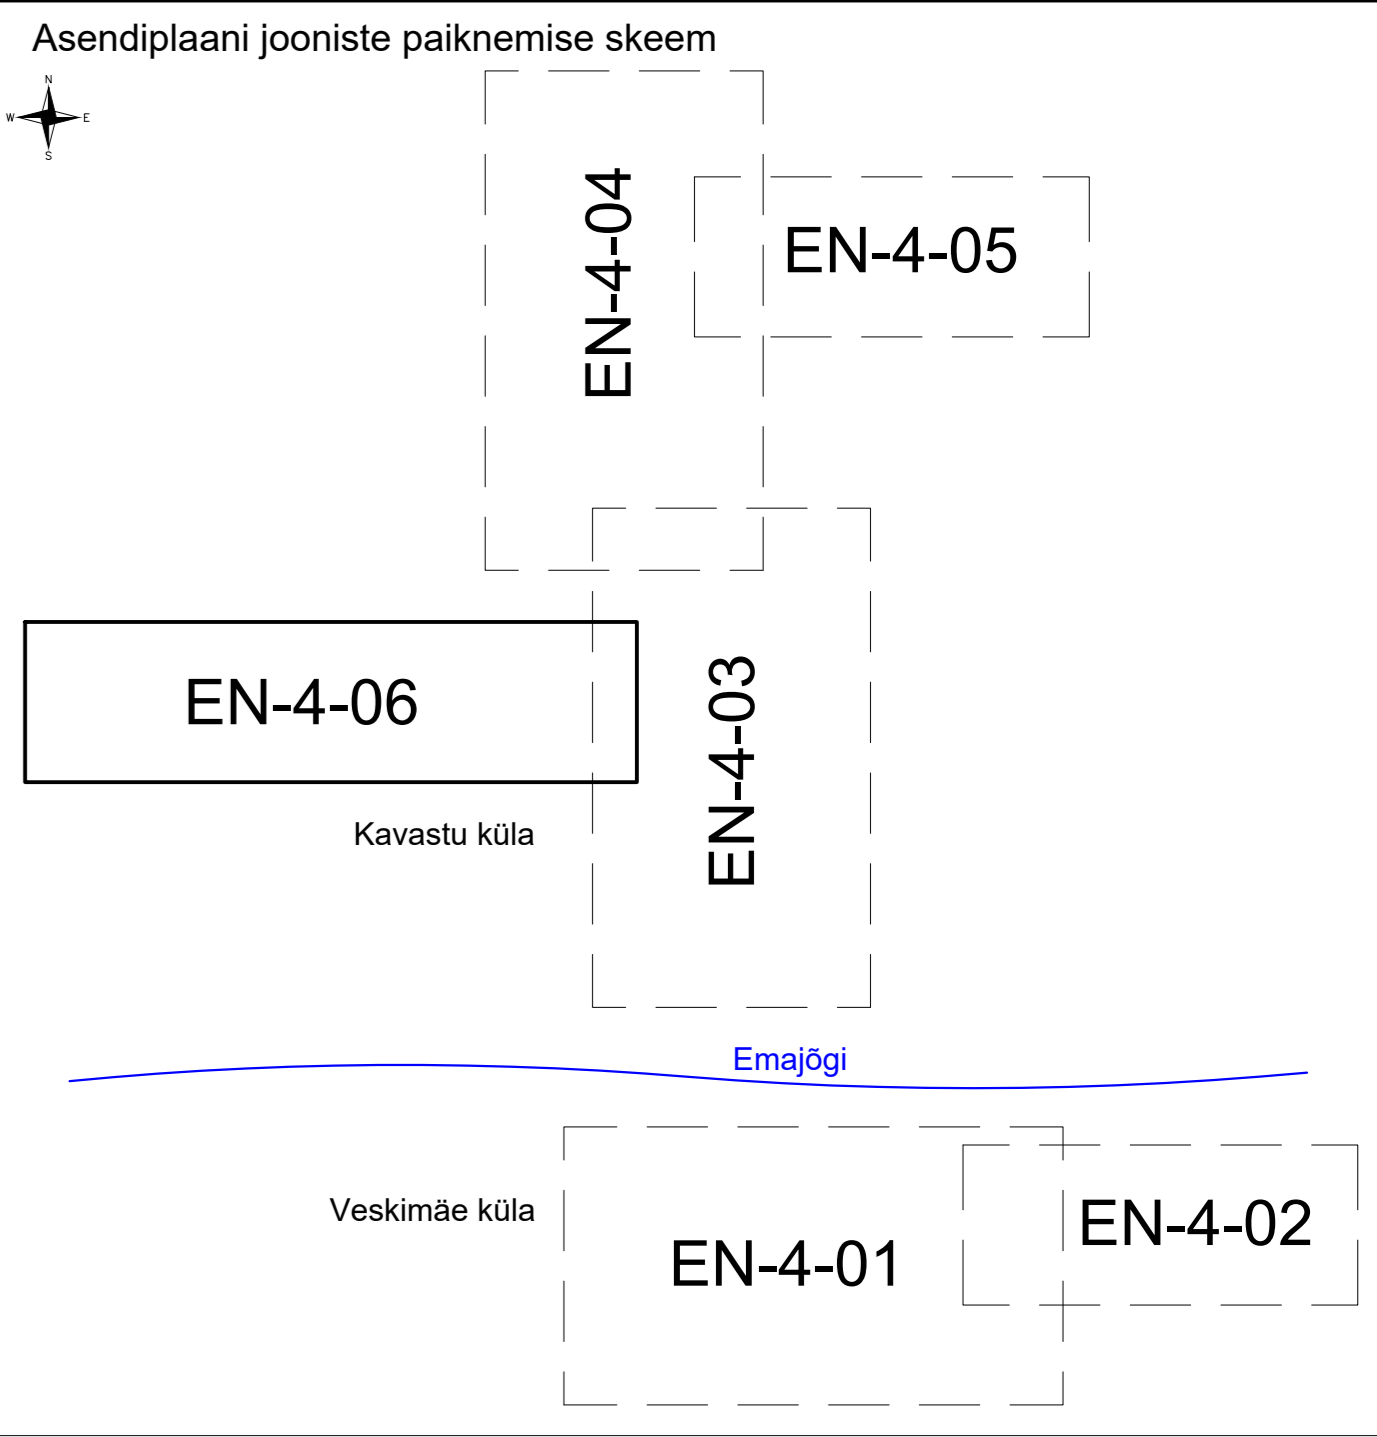 Asendiplaani jooniste paiknemise skeem
N
W E
S
EN-4-04
EN-4-05
EN-4-06
EN-4-03
Kavastu küla
Emajõgi
Veskimäe küla
EN-4-02
EN-4-01